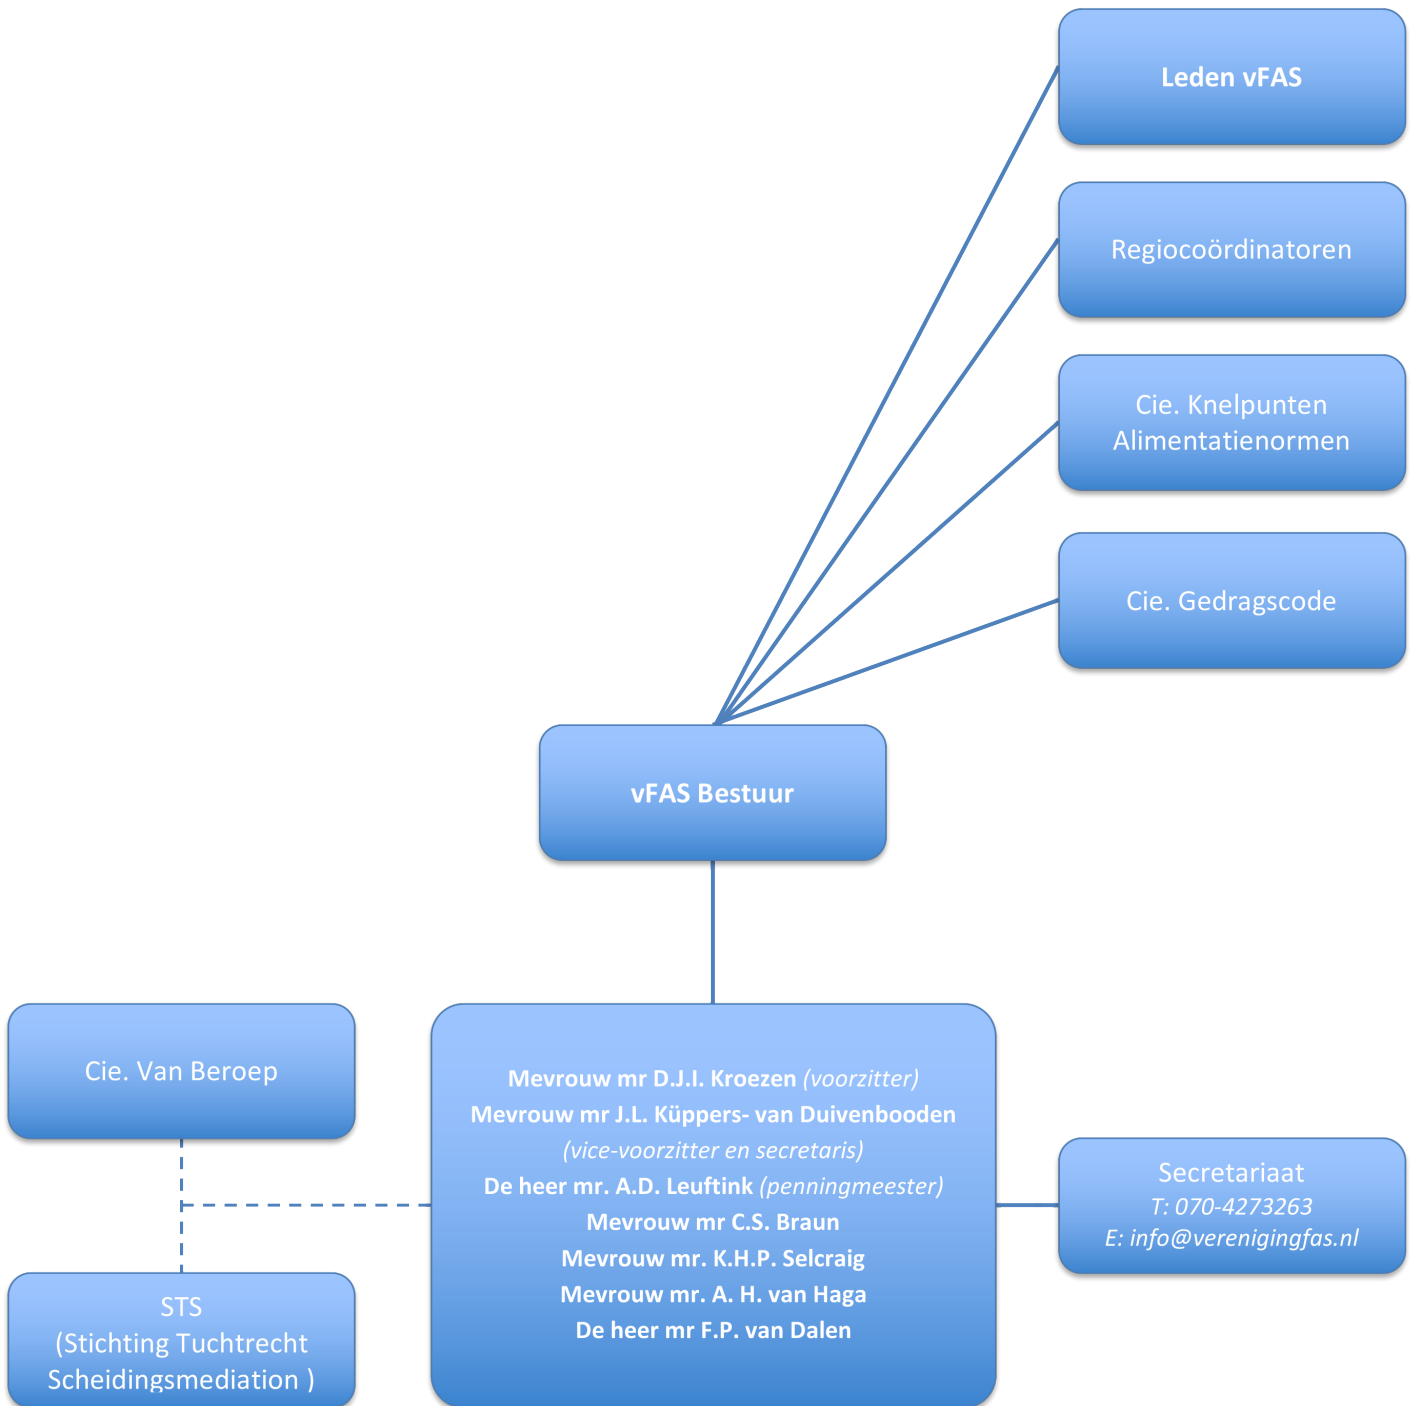 Leden vFAS
Regiocoördinatoren
Cie. Knelpunten
Alimentatienormen
Cie. Gedragscode
vFAS Bestuur
Cie. Van Beroep
Mevrouw mr D.J.I. Kroezen (voorzitter)
Mevrouw mr J.L. Küppers- van Duivenbooden
(vice-voorzitter en secretaris)
De heer mr. A.D. Leuftink (penningmeester)
Mevrouw mr C.S. Braun
Mevrouw mr. K.H.P. Selcraig
Mevrouw mr. A. H. van Haga
De heer mr F.P. van Dalen
Secretariaat
T: 070-4273263
E: info@verenigingfas.nl
STS
(Stichting Tuchtrecht
Scheidingsmediation )